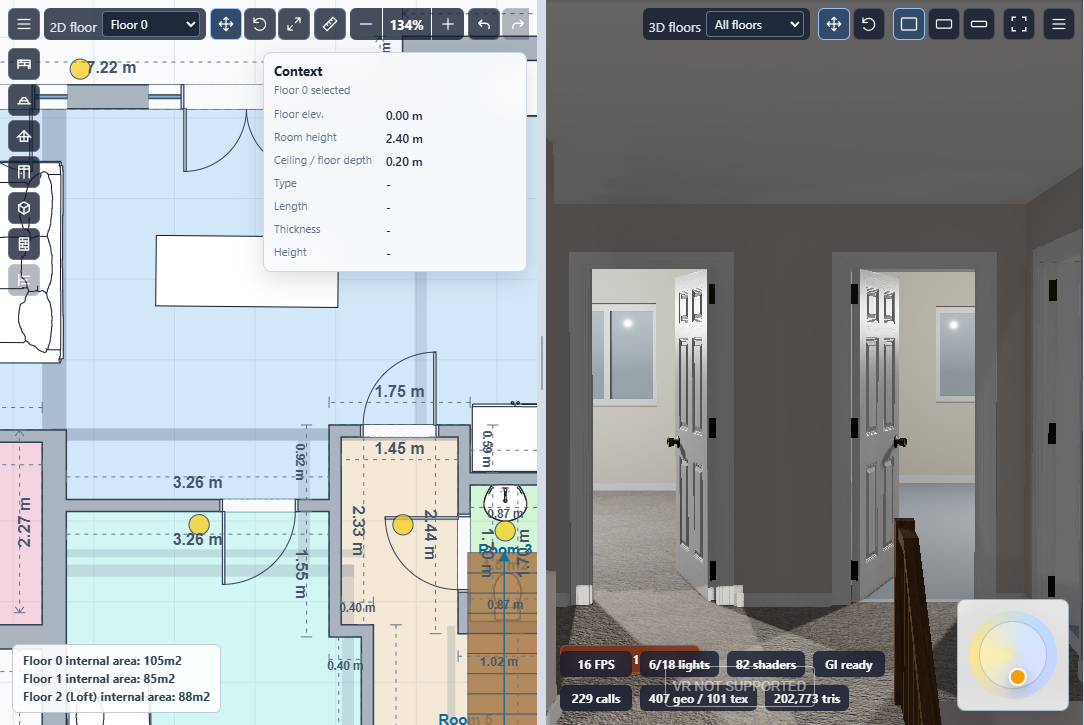 2D floor
Floor 0
134%
3D floors
All floors
7.22 m
Context
Floor 0 selected
Floor elev.
0.00 m
Room height
2.40 m
Ceiling / floor depth
0.20 m
Type
-
Length
-
Thickness
-
Height
-
1.75 m
1.45 m
0.92 m
0.59 m
3.26 m
3.26 m
2.27 m
2.33 m
2.44 m
0.87 m
1.55 m
0.40 m
0.87 m
0.40 m
1.02 m
Room 5
Floor 0 internal area: 105m2
Floor 1 internal area: 85m2
Floor 2 (Loft) internal area: 88m2
16 FPS
6/18 lights
82 shaders
GI ready
VR NOT SUPPORTED
229 calls
407 geo / 101 tex
202,773 tris